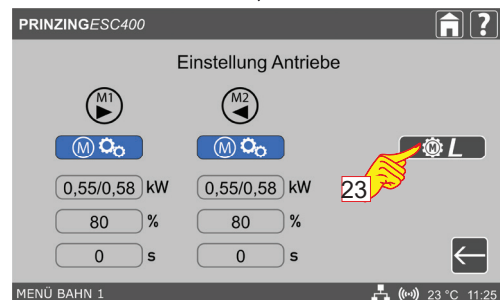 PRINZINGESC400 ?
Einstellung Antriebe
M1 M2
M M M L
0,55/0,58 kW 0,55/0,58 kW 23
80 % 80 %
0 s 0 s
MENÜ BAHN 1 23 °C 11:25